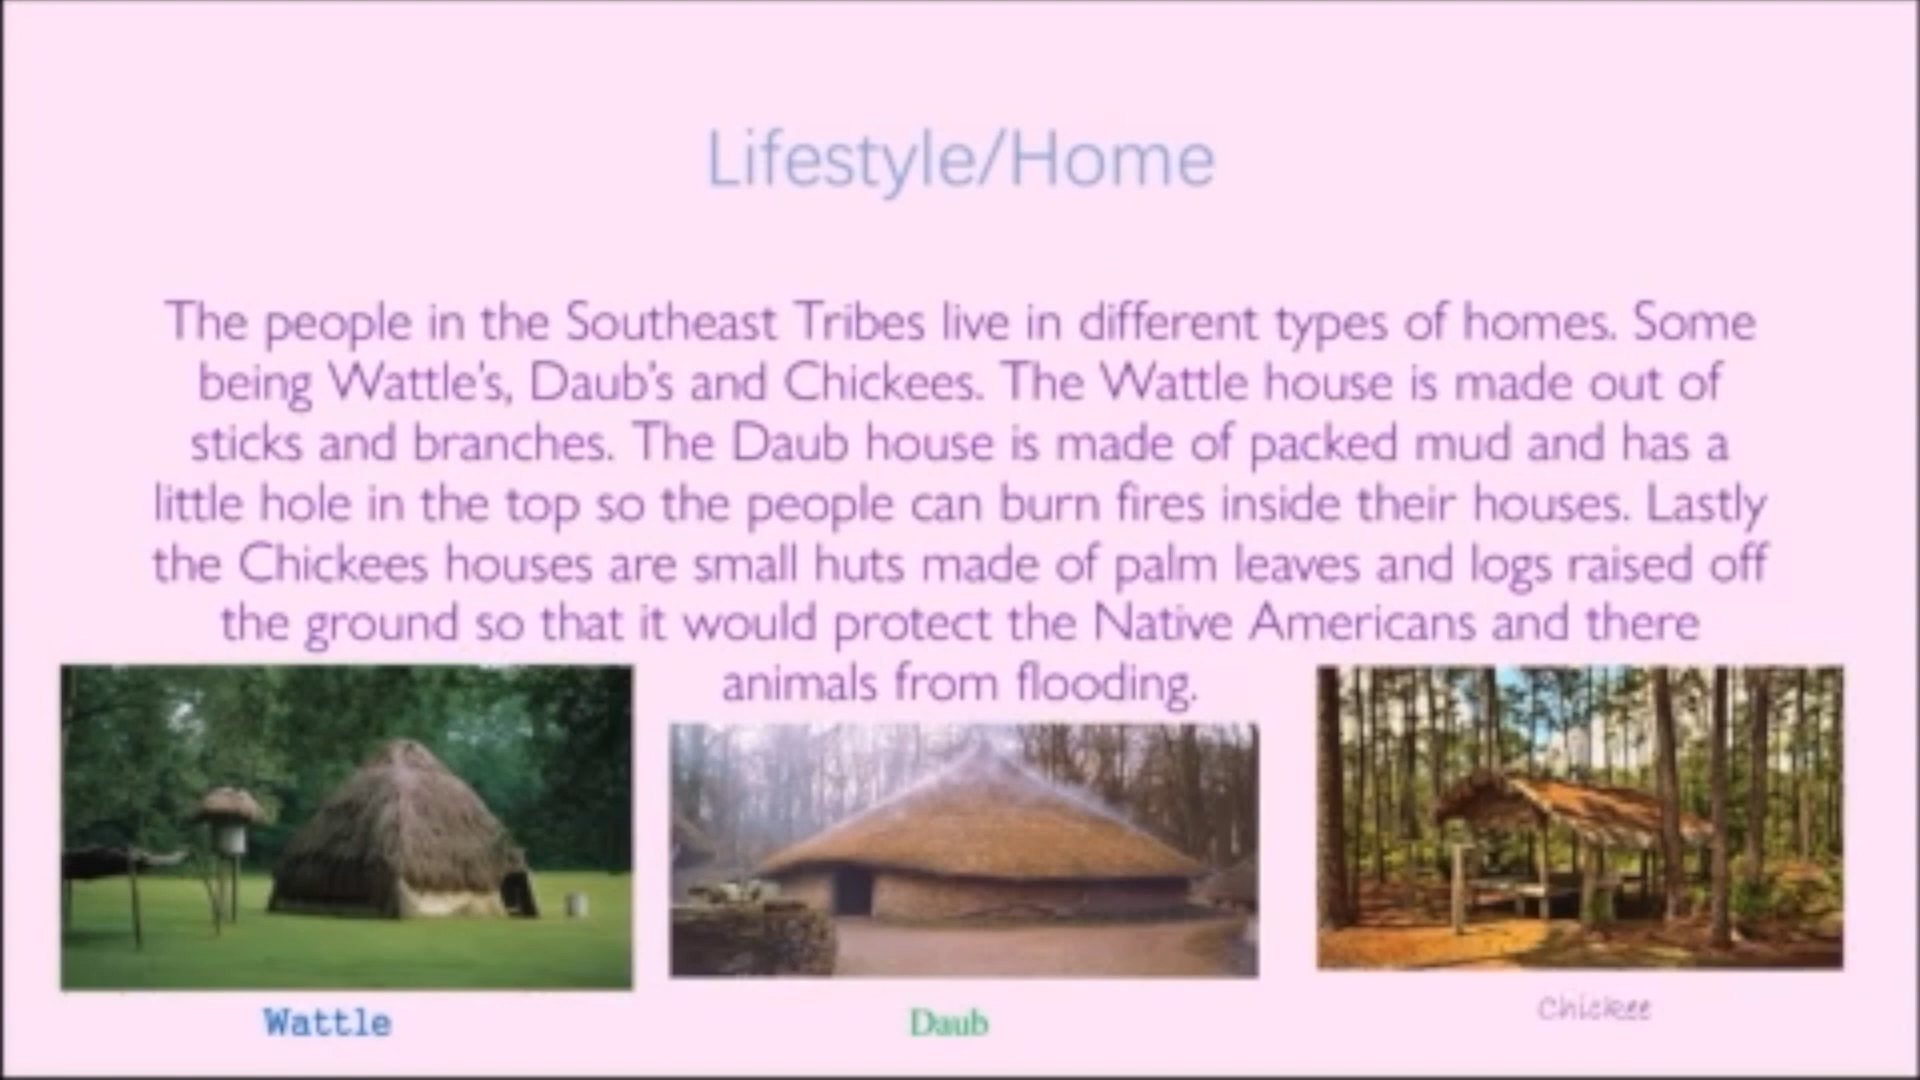 Lifestyle/Home
The people in the Southeast Tribes live in different types of homes. Some
being Wattle's, Daub's and Chickees. The Wattle house is made out of
sticks and branches. The Daub house is made of packed mud and has a
little hole in the top so the people can burn fires inside their houses. Lastly
the Chickees houses are small huts made of palm leaves and logs raised off
the ground so that it would protect the Native Americans and there
animals from flooding.
Wattle
Daub
Chickee